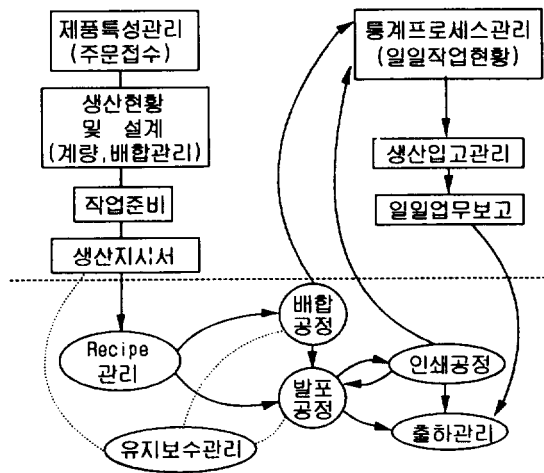 제품특성관리
(주문접수)
생산현황
및 설계
(계량,배합관리)
작업준비
생산지시서
통계프로세스관리
(일일작업현황)
생산입고관리
일일업무보고
배합
공정
Recipe
관리
발포
공정
인쇄공정
출하관리
유지보수관리